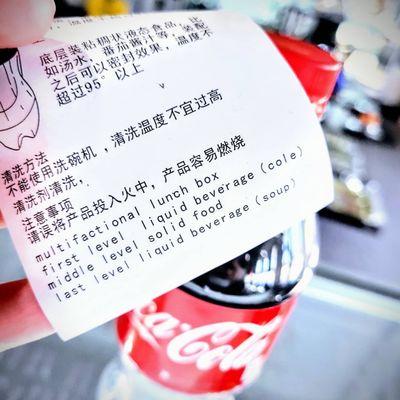 底层装粘稠状液态食品,比
如汤水,番茄酱汁等,装配
之后可以密封效果,温度不
超过95°以上
清洗方法
不能使用洗碗机,清洗温度不宜过高
清洗剂清洗,
注意事项
请误将产品投入火中,产品容易燃烧
multifactional lunch box
first level liquid beverage (cole)
middle level solid food
last level liquid beverage (soup)
Coca-Cola